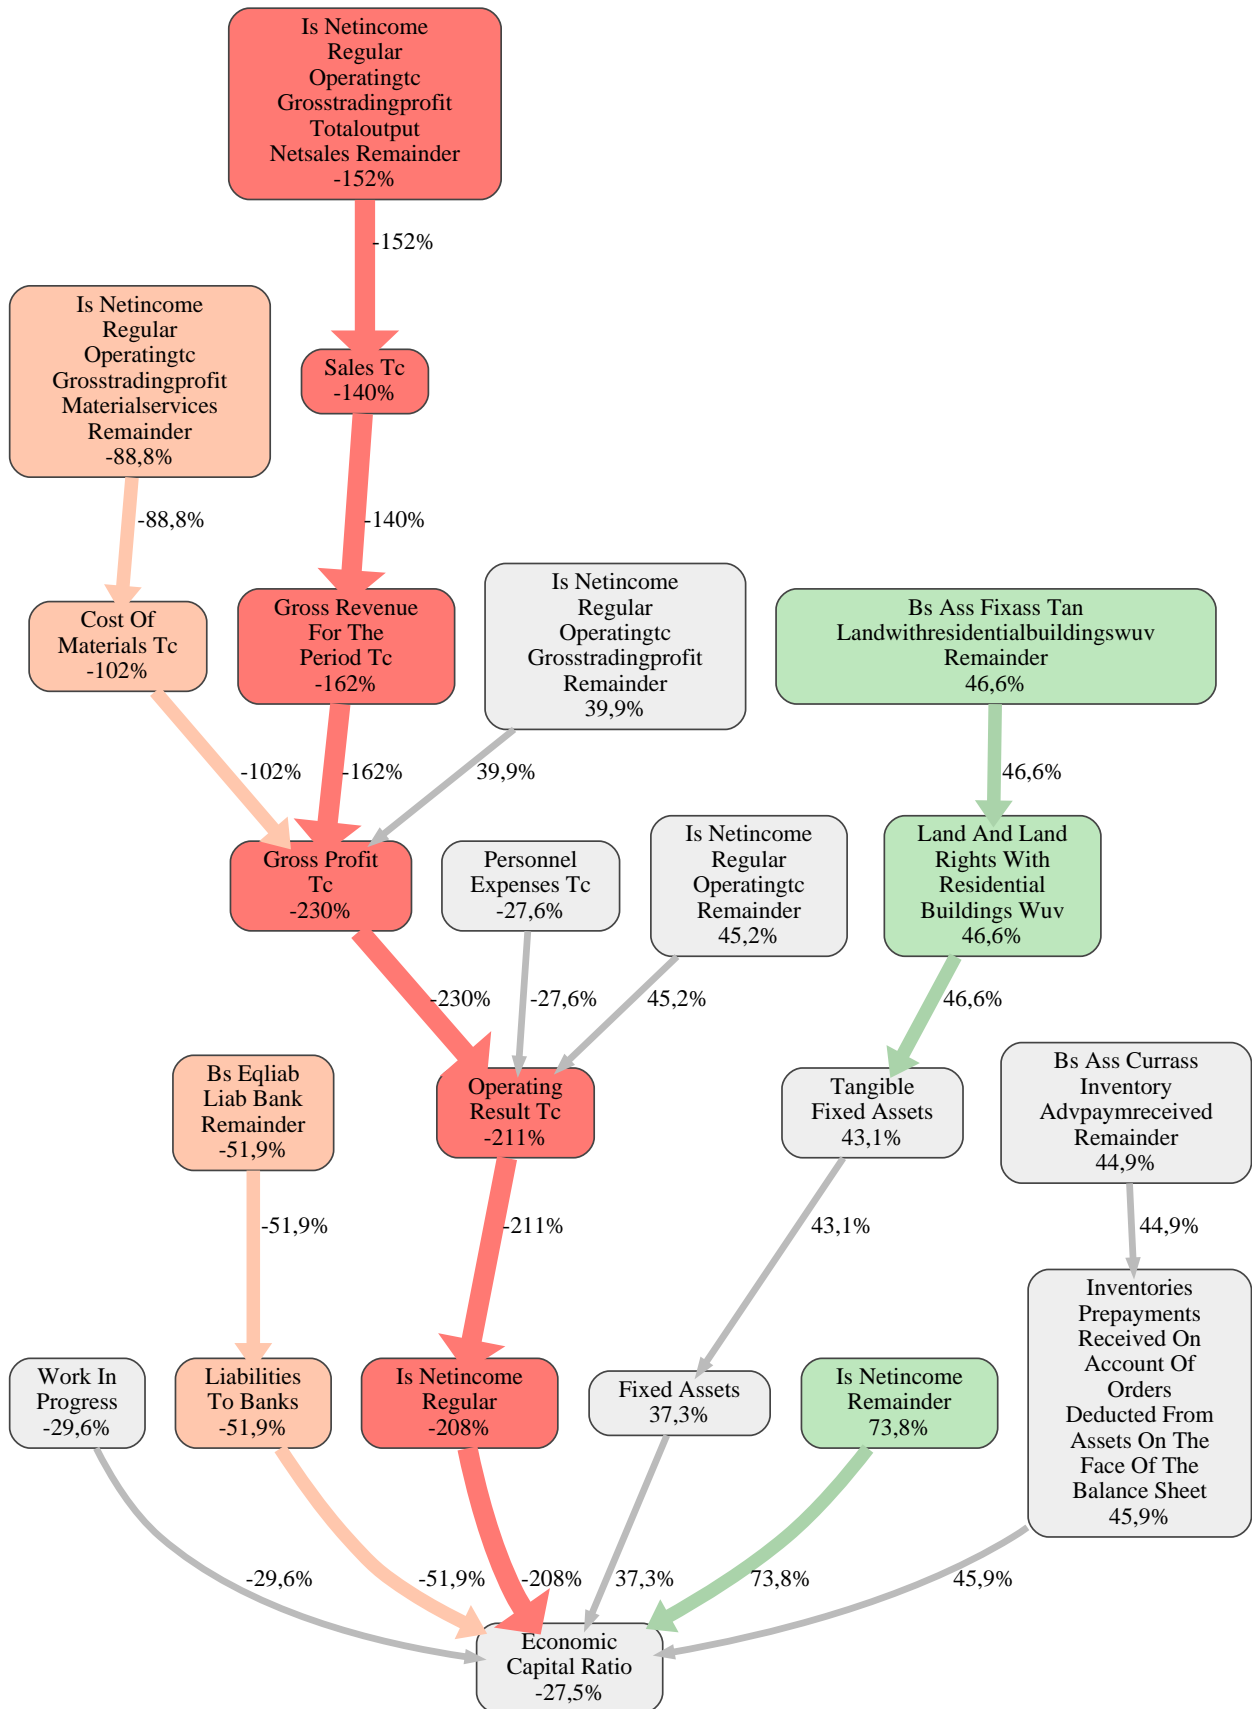 Is Netincome
Regular
Operatingtc
Grosstradingprofit
Totaloutput
Netsales Remainder
-152%
-152%
Is Netincome
Regular
Operatingtc
Grosstradingprofit
Materialservices
Remainder
-88,8%
Sales Tc
-140%
-88,8%
-140%
Cost Of
Materials Tc
-102%
Gross Revenue
For The
Period Tc
-162%
Is Netincome
Regular
Operatingtc
Grosstradingprofit
Remainder
39,9%
Bs Ass Fixass Tan
Landwithresidentialbuildingswuv
Remainder
46,6%
-102%
-162%
39,9%
46,6%
Gross Profit
Tc
-230%
Personnel
Expenses Tc
-27,6%
Is Netincome
Regular
Operatingtc
Remainder
45,2%
Land And Land
Rights With
Residential
Buildings Wuv
46,6%
-230%
-27,6%
45,2%
46,6%
Bs Eqliab
Liab Bank
Remainder
-51,9%
Operating
Result Tc
-211%
Tangible
Fixed Assets
43,1%
Bs Ass Currass
Inventory
Advpaymreceived
Remainder
44,9%
-51,9%
-211%
43,1%
44,9%
Work In
Progress
-29,6%
Liabilities
To Banks
-51,9%
Is Netincome
Regular
-208%
Fixed Assets
37,3%
Is Netincome
Remainder
73,8%
Inventories
Prepayments
Received On
Account Of
Orders
Deducted From
Assets On The
Face Of The
Balance Sheet
45,9%
-29,6%
-51,9%
-208%
37,3%
73,8%
45,9%
Economic
Capital Ratio
-27,5%